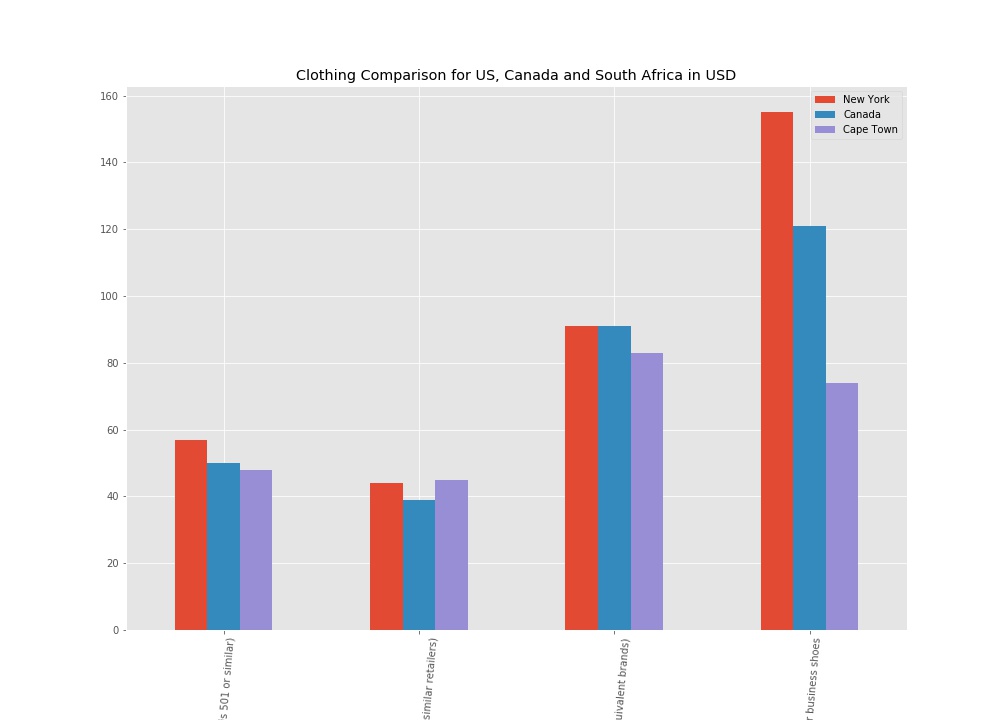 Clothing Comparison for US, Canada and South Africa in USD
New York
Canada
Cape Town
160
140
120
100
80
60
40
20
0
501 or similar)
similar retailers)
brands)
business shoes